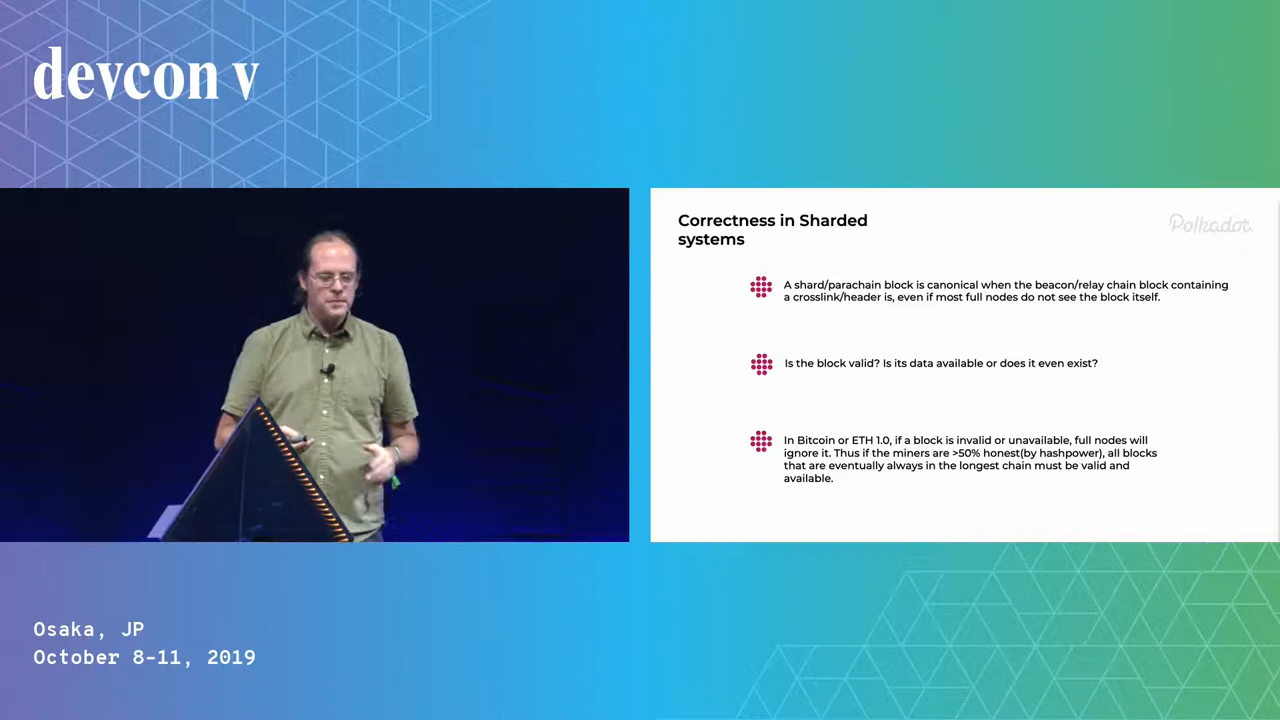 devcon v
Correctness in Sharded
systems
Polkadot.
A shard/parachain block is canonical when the beacon/relay chain block containing
a crosslink/header is, even if most full nodes do not see the block itself.
Is the block valid? Is its data available or does it even exist?
In Bitcoin or ETH 1.0, if a block is invalid or unavailable, full nodes will
ignore it. Thus if the miners are >50% honest(by hashpower), all blocks
that are eventually always in the longest chain must be valid and
available.
Osaka, JP
October 8-11, 2019